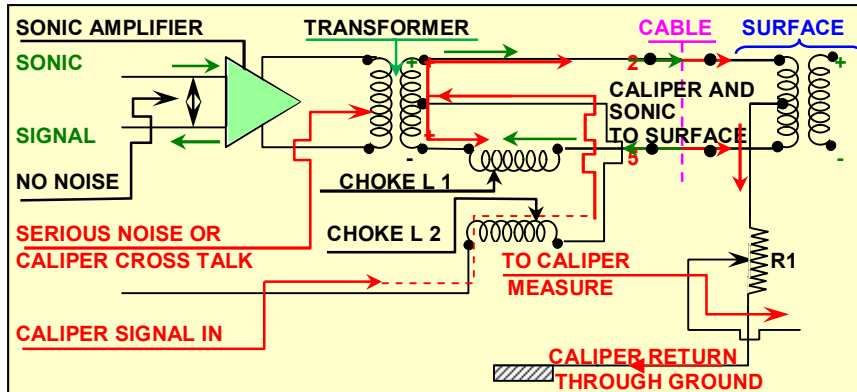 SONIC AMPLIFIER
TRANSFORMER
CABLE
SURFACE
SONIC
+
2
+
CALIPER AND
SONIC
TO SURFACE
SIGNAL
+
-
5
-
NO NOISE
CHOKE L 1
SERIOUS NOISE OR
CALIPER CROSS TALK
CHOKE L 2
TO CALIPER
MEASURE
R1
CALIPER SIGNAL IN
CALIPER RETURN
THROUGH GROUND